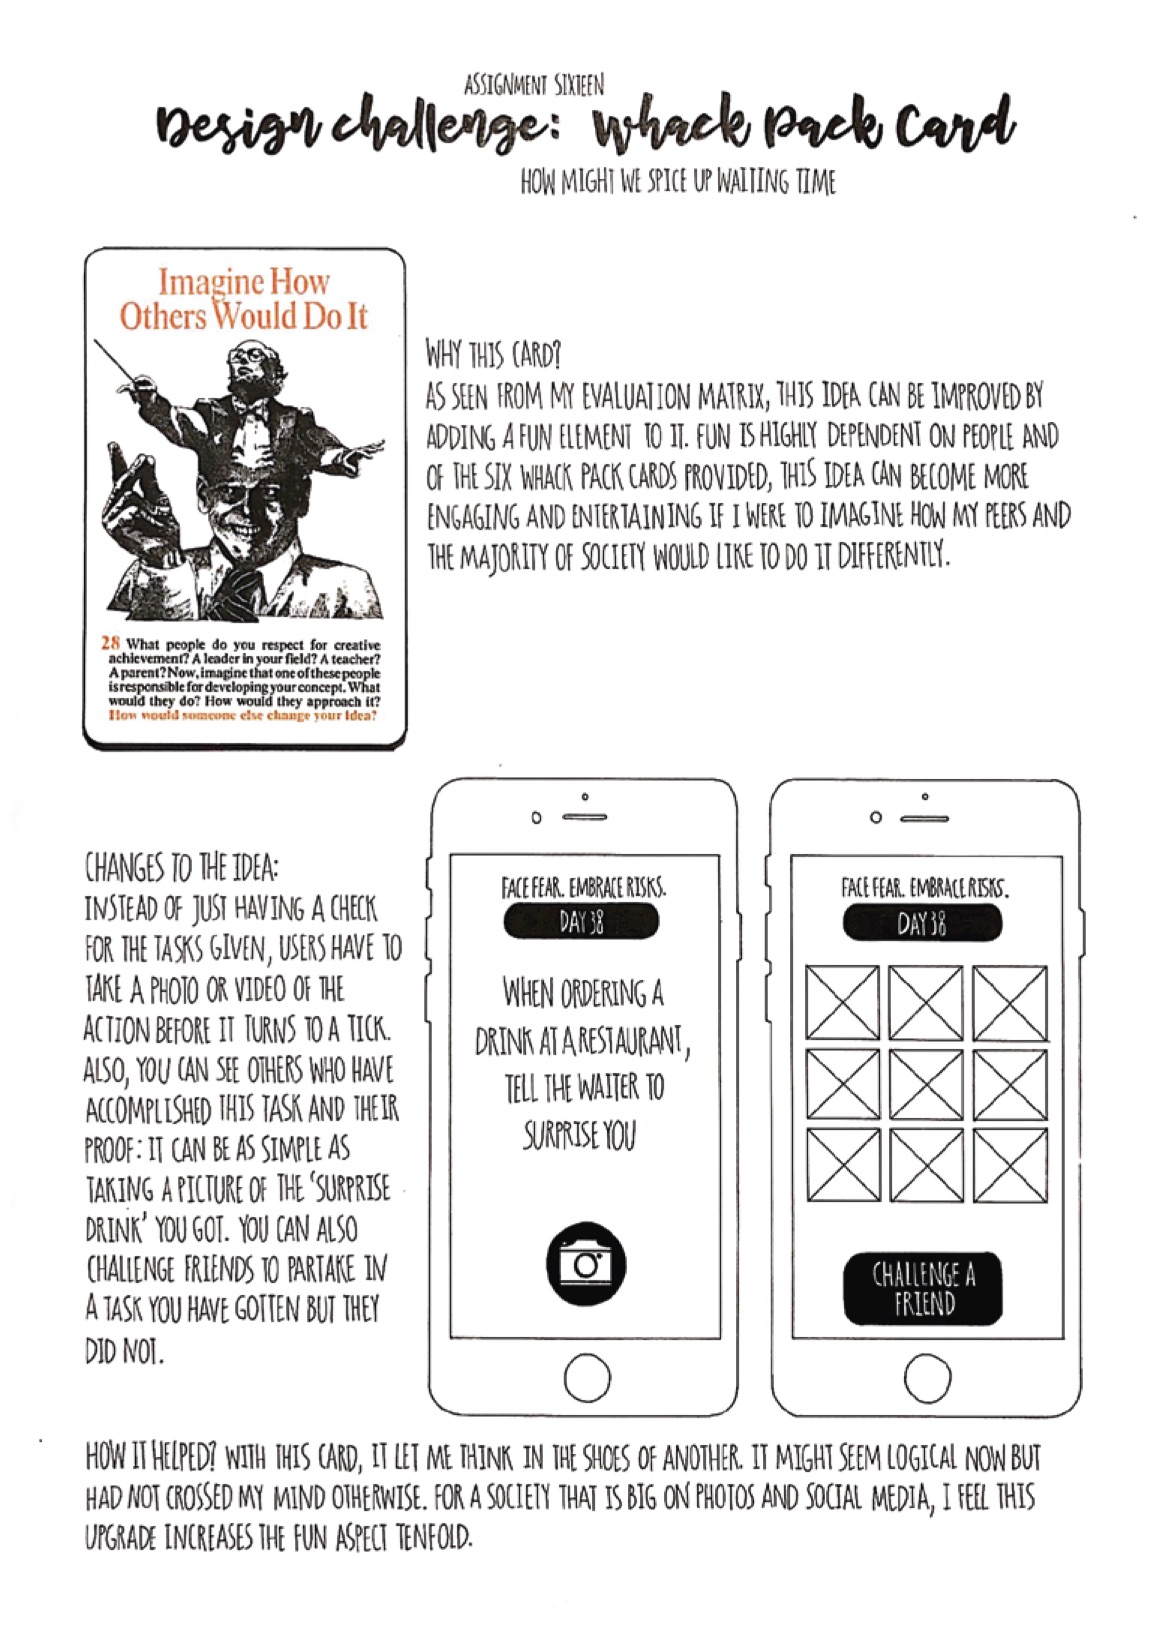 ASSIGNMENT SIXTEEN
Design challenge: Whack Pack Card
HOW MIGHT WE SPICE UP WAITING TIME
Imagine How
Others Would Do It
28 What people do you respect for creative
achievement? A leader in your field? A teacher?
A parent? Now, imagine that one of these people
is responsible for developing your concept. What
would they do? How would they approach it?
How would someone else change your idea?
WHY THIS CARD?
AS SEEN FROM MY EVALUATION MATRIX, THIS IDEA CAN BE IMPROVED BY
ADDING A FUN ELEMENT TO IT. FUN IS HIGHLY DEPENDENT ON PEOPLE AND
OF THE SIX WHACK PACK CARDS PROVIDED, THIS IDEA CAN BECOME MORE
ENGAGING AND ENTERTAINING IF I WERE TO IMAGINE HOW MY PEERS AND
THE MAJORITY OF SOCIETY WOULD LIKE TO DO IT DIFFERENTLY.
CHANGES TO THE IDEA:
INSTEAD OF JUST HAVING A CHECK
FOR THE TASKS GIVEN, USERS HAVE TO
TAKE A PHOTO OR VIDEO OF THE
ACTION BEFORE IT TURNS TO A TICK.
ALSO, YOU CAN SEE OTHERS WHO HAVE
ACCOMPLISHED THIS TASK AND THEIR
PROOF: IT CAN BE AS SIMPLE AS
TAKING A PICTURE OF THE 'SURPRISE
DRINK' YOU GOT. YOU CAN ALSO
CHALLENGE FRIENDS TO PARTAKE IN
A TASK YOU HAVE GOTTEN BUT THEY
DID NOT.
FACE FEAR. EMBRACE RISKS.
DAY 38
WHEN ORDERING A
DRINK AT A RESTAURANT,
TELL THE WAITER TO
SURPRISE YOU
FACE FEAR. EMBRACE RISKS.
DAY 38
CHALLENGE A
FRIEND
HOW IT HELPED? WITH THIS CARD, IT LET ME THINK IN THE SHOES OF ANOTHER. IT MIGHT SEEM LOGICAL NOW BUT
HAD NOT CROSSED MY MIND OTHERWISE. FOR A SOCIETY THAT IS BIG ON PHOTOS AND SOCIAL MEDIA, I FEEL THIS
UPGRADE INCREASES THE FUN ASPECT TENFOLD.